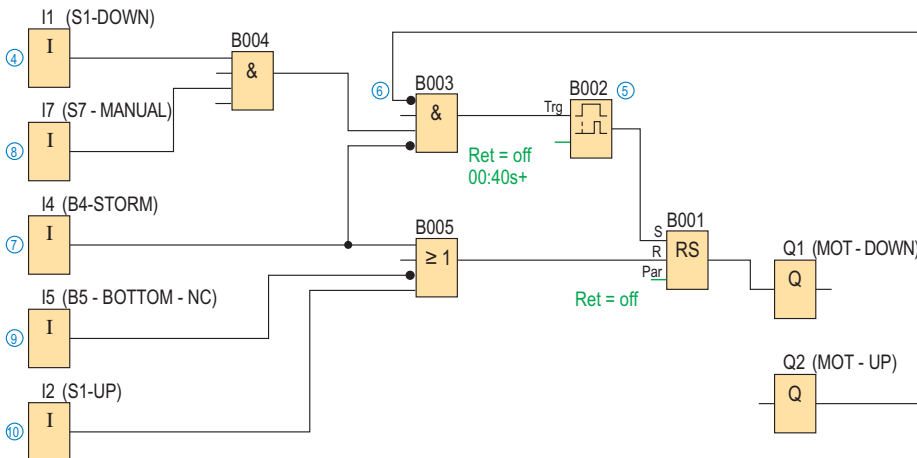 I1 (S1-DOWN)
4
I
B004
&
I7 (S7 - MANUAL)
8
I
6
B003
&
Trg
B002
5
Ret = off
00:40s+
I4 (B4-STORM)
7
I
B005
≥ 1
S
R
Par
B001
RS
Ret = off
Q1 (MOT - DOWN)
Q
I5 (B5 - BOTTOM - NC)
9
I
Q2 (MOT - UP)
Q
I2 (S1-UP)
10
I